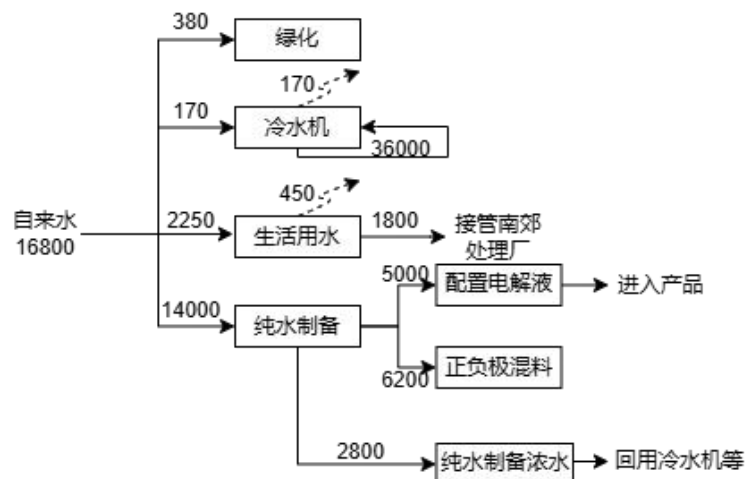 380
绿化
170
170
冷水机
36000
450
自来水
16800
2250
生活用水
1800
接管南郊
处理厂
5000
配置电解液
进入产品
14000
纯水制备
6200
正负极混料
2800
纯水制备浓水
回用冷水机等